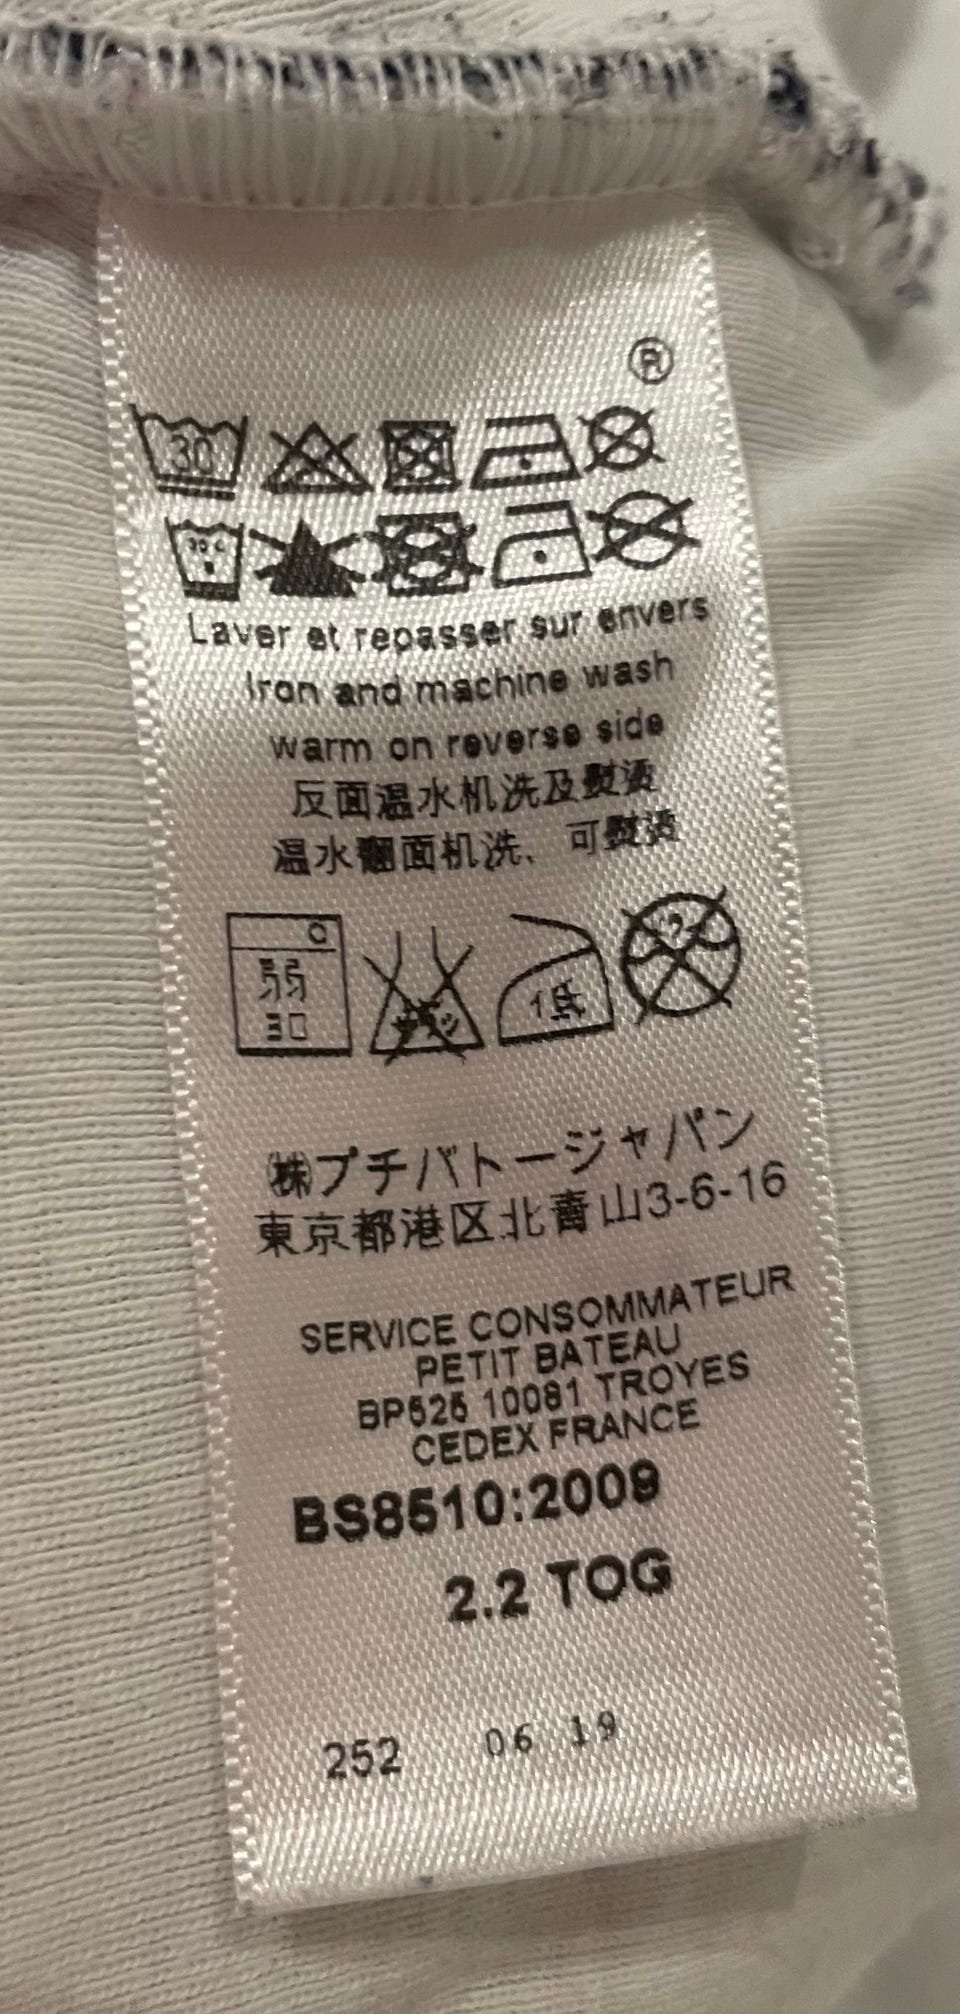 ®
30
30 c
Laver et repasser sur envers
Iron and machine wash
warm on reverse side
反面温水机洗及熨烫
温水翻面机洗、可熨烫
弱
30
低
㈱プチバトージャパン
東京都港区北青山3-6-16
SERVICE CONSOMMATEUR
PETIT BATEAU
BP525 10081 TROYES
CEDEX FRANCE
BS8510:2009
2.2 TOG
252 06 19